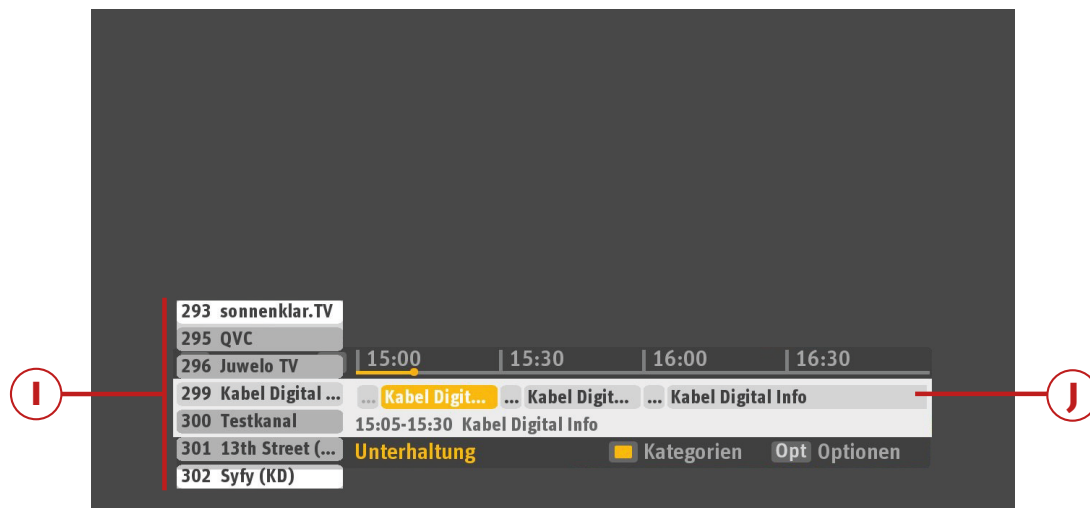 293 sonnenklar.TV
295 QVC
296 Juwelo TV
15:00 15:30 16:00 16:30
299 Kabel Digital ...
... Kabel Digit... ... Kabel Digit... ... Kabel Digital Info
300 Testkanal
15:05-15:30 Kabel Digital Info
301 13th Street (...
Unterhaltung Kategorien Opt Optionen
302 Syfy (KD)
I
J